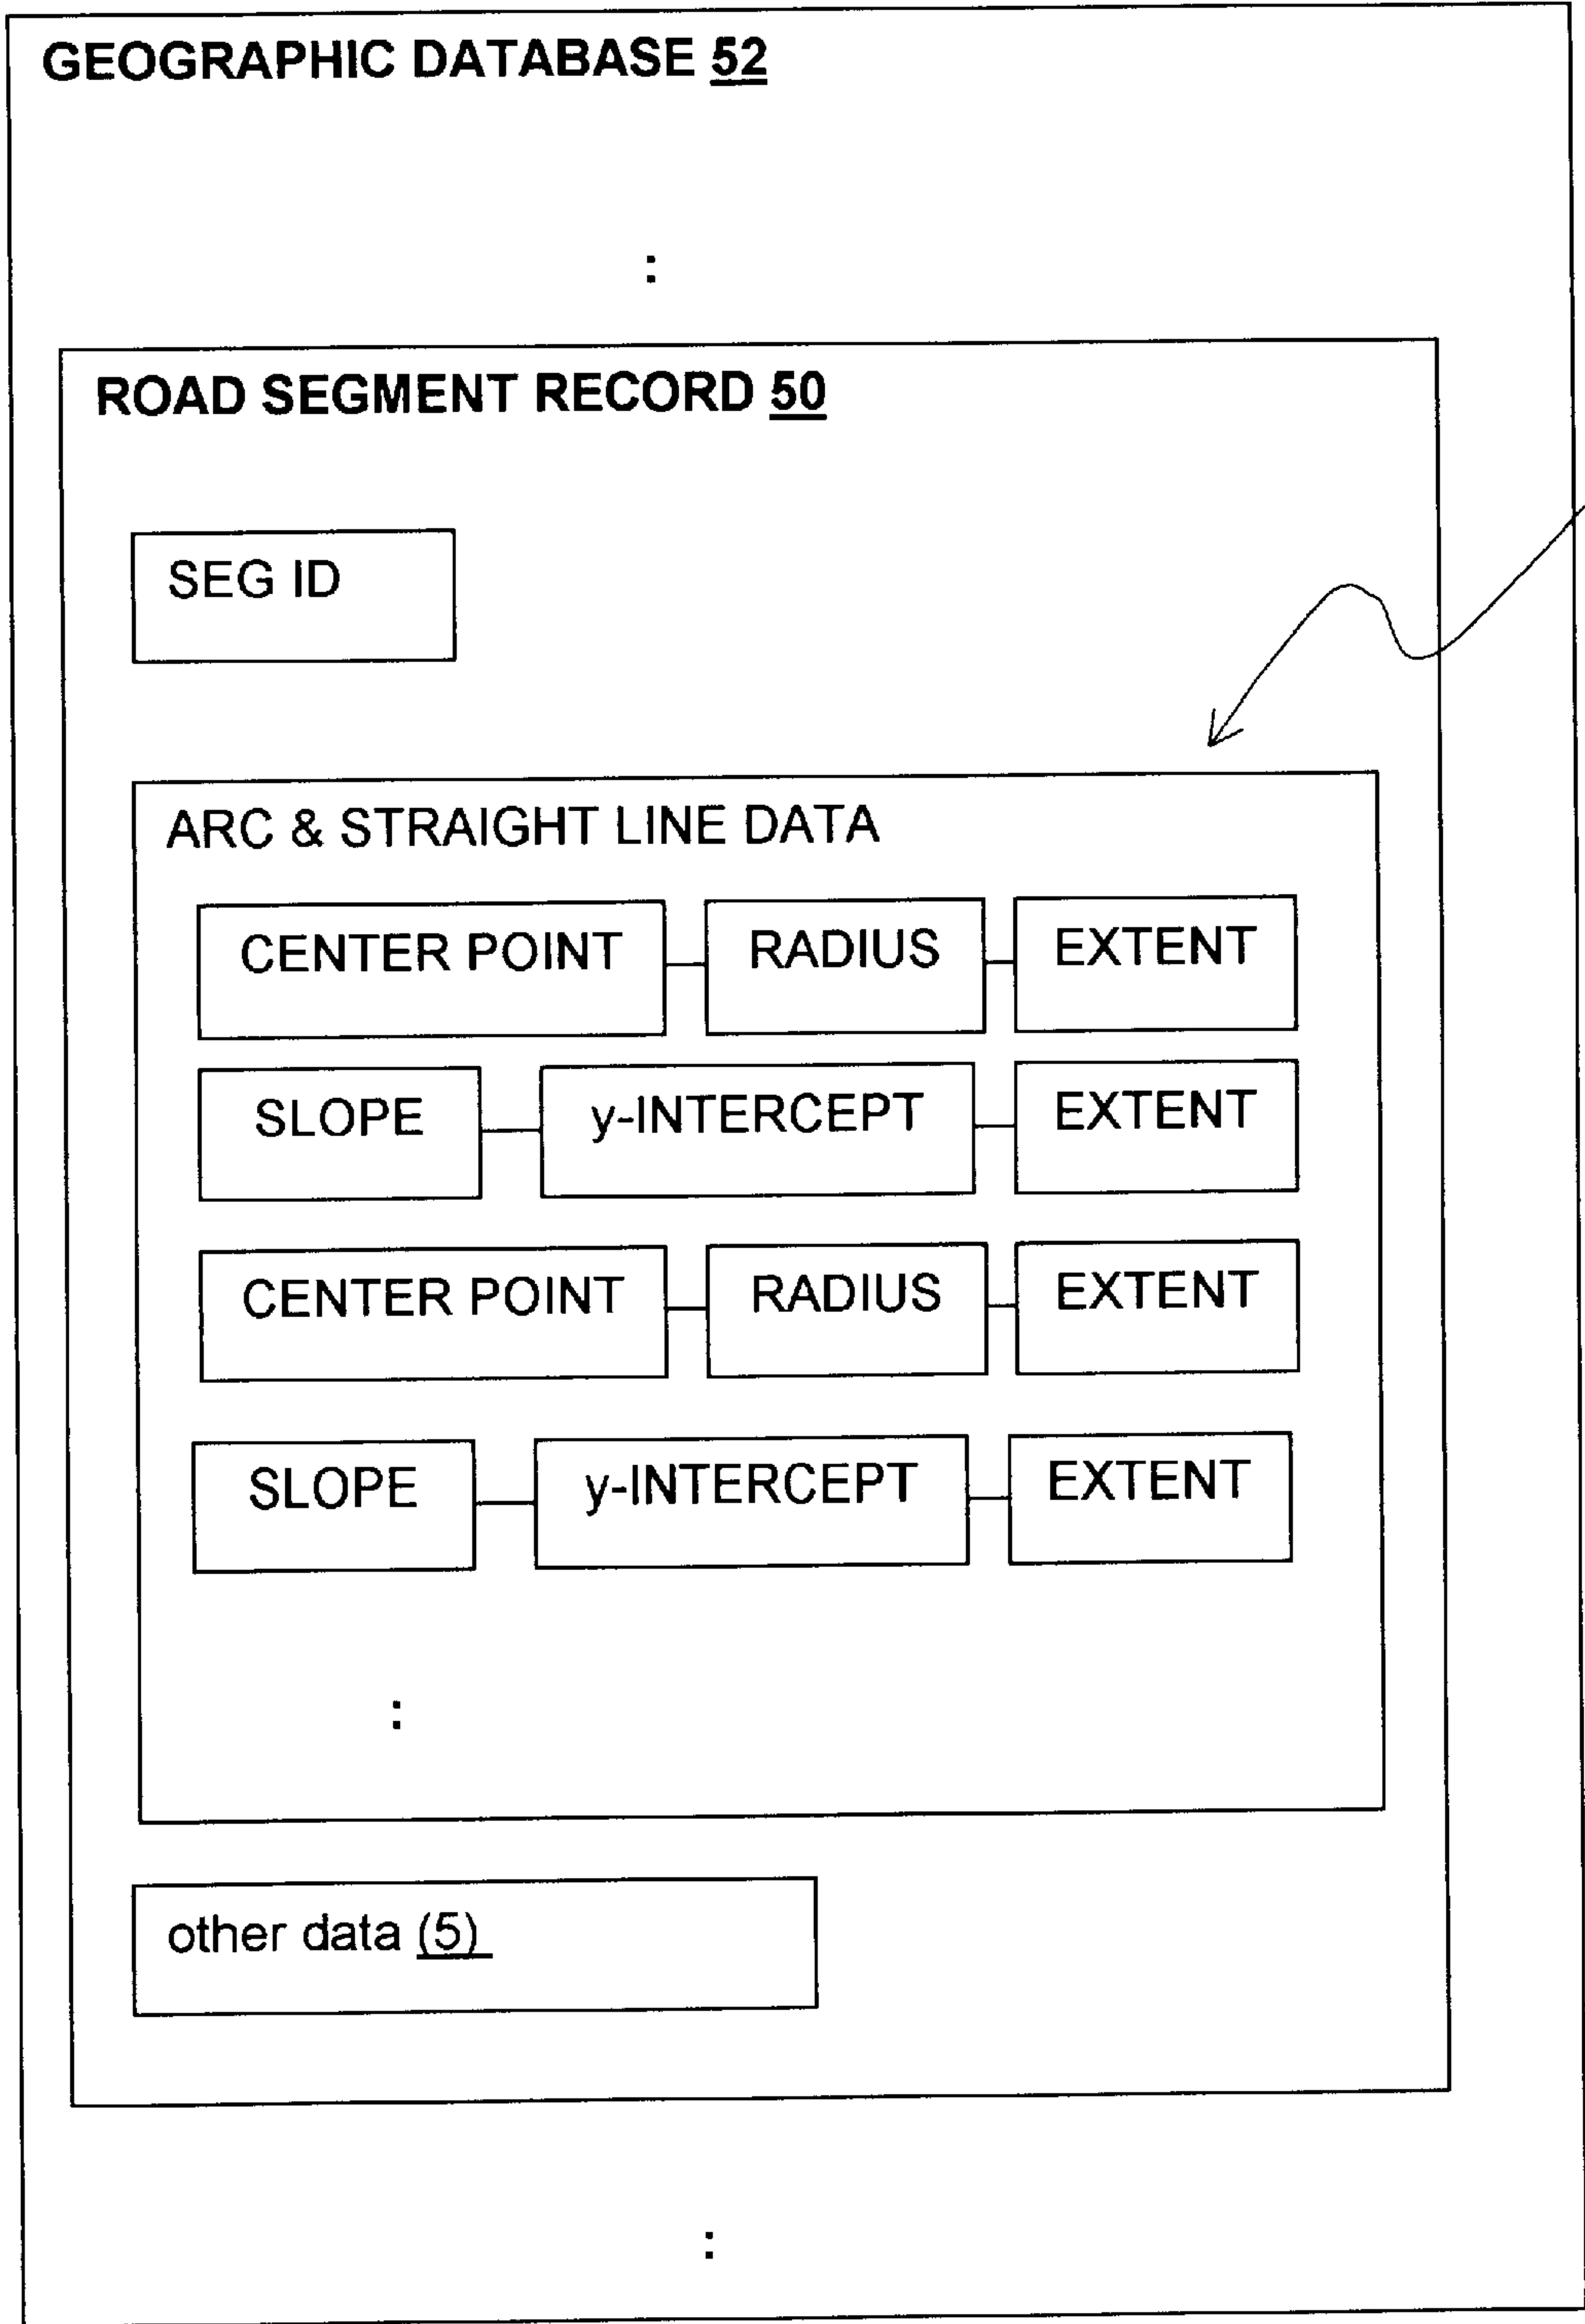 GEOGRAPHIC DATABASE 52
:
ROAD SEGMENT RECORD 50
SEG ID
ARC & STRAIGHT LINE DATA
CENTER POINT RADIUS EXTENT
SLOPE y-INTERCEPT EXTENT
CENTER POINT RADIUS EXTENT
SLOPE y-INTERCEPT EXTENT
:
other data (5)
: